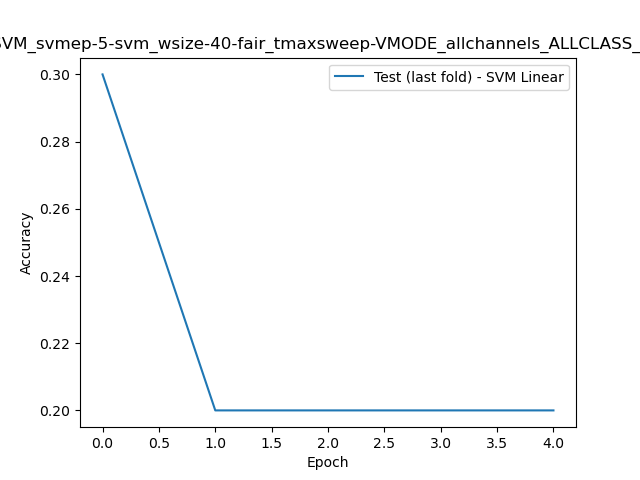 SVM_svmep-5-svm_wsize-40-fair_tmaxsweep-VMODE_allchannels_ALLCLASS_
Test (last fold) - SVM Linear
0.30
0.28
0.26
0.24
0.22
0.20
Accuracy
0.0 0.5 1.0 1.5 2.0 2.5 3.0 3.5 4.0
Epoch